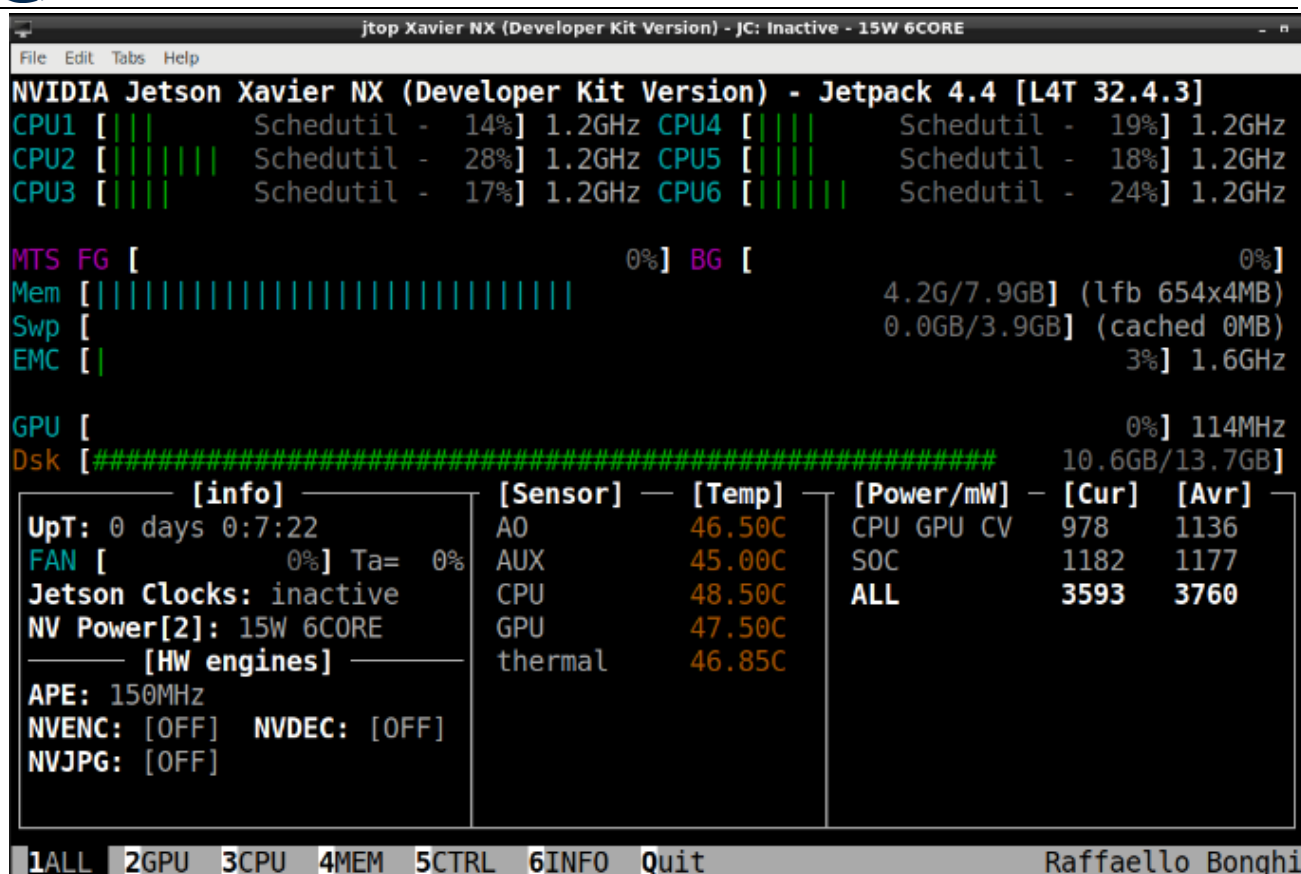 jtop Xavier NX (Developer Kit Version) - JC: Inactive - 15W 6CORE
File Edit Tabs Help
NVIDIA Jetson Xavier NX (Developer Kit Version) - Jetpack 4.4 [L4T 32.4.3]
CPU1 [||| Schedutil - 14%] 1.2GHz CPU4 [|||| Schedutil - 19%] 1.2GHz
CPU2 [||||||| Schedutil - 28%] 1.2GHz CPU5 [|||| Schedutil - 18%] 1.2GHz
CPU3 [|||| Schedutil - 17%] 1.2GHz CPU6 [|||||| Schedutil - 24%] 1.2GHz
MTS FG [ 0%] BG [ 0%]
Mem [|||||||||||||||||||||||||||||| 4.2G/7.9GB] (lfb 654x4MB)
Swp [ 0.0GB/3.9GB] (cached 0MB)
EMC [| 3%] 1.6GHz
GPU [ 0%] 114MHz
Dsk [######################################################## 10.6GB/13.7GB]
[info] [Sensor] [Temp] [Power/mW] [Cur] [Avr]
UpT: 0 days 0:7:22 AO 46.50C CPU GPU CV 978 1136
FAN [ 0%] Ta= 0% AUX 45.00C SOC 1182 1177
Jetson Clocks: inactive CPU 48.50C ALL 3593 3760
NV Power[2]: 15W 6CORE GPU 47.50C
[HW engines] thermal 46.85C
APE: 150MHz
NVENC: [OFF] NVDEC: [OFF]
NVJPG: [OFF]
1ALL 2GPU 3CPU 4MEM 5CTRL 6INFO Quit Raffaello Bonghi